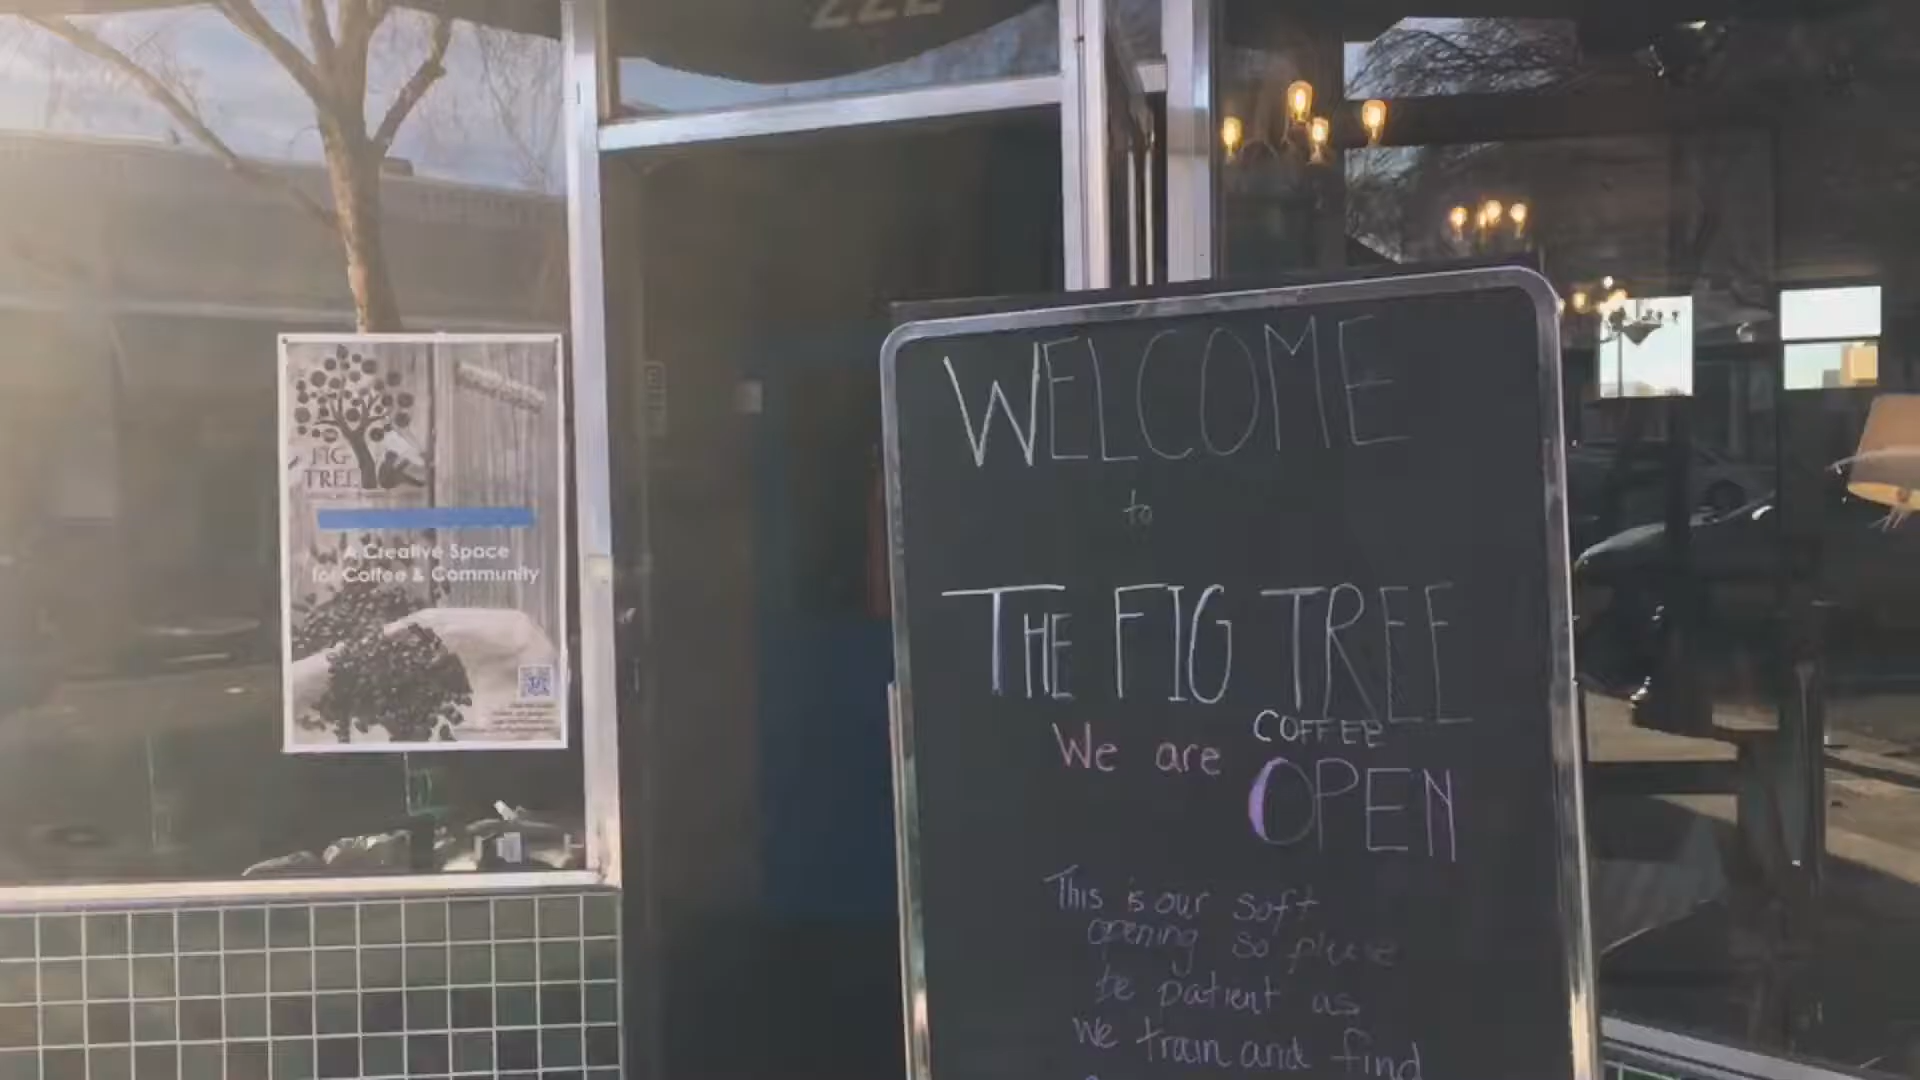 222
FIG
TREE
A Creative Space
for Coffee & Community
WELCOME
to
THE FIG TREE
COFFEE
We are OPEN
This is our soft
opening so please
be patient as
we train and find